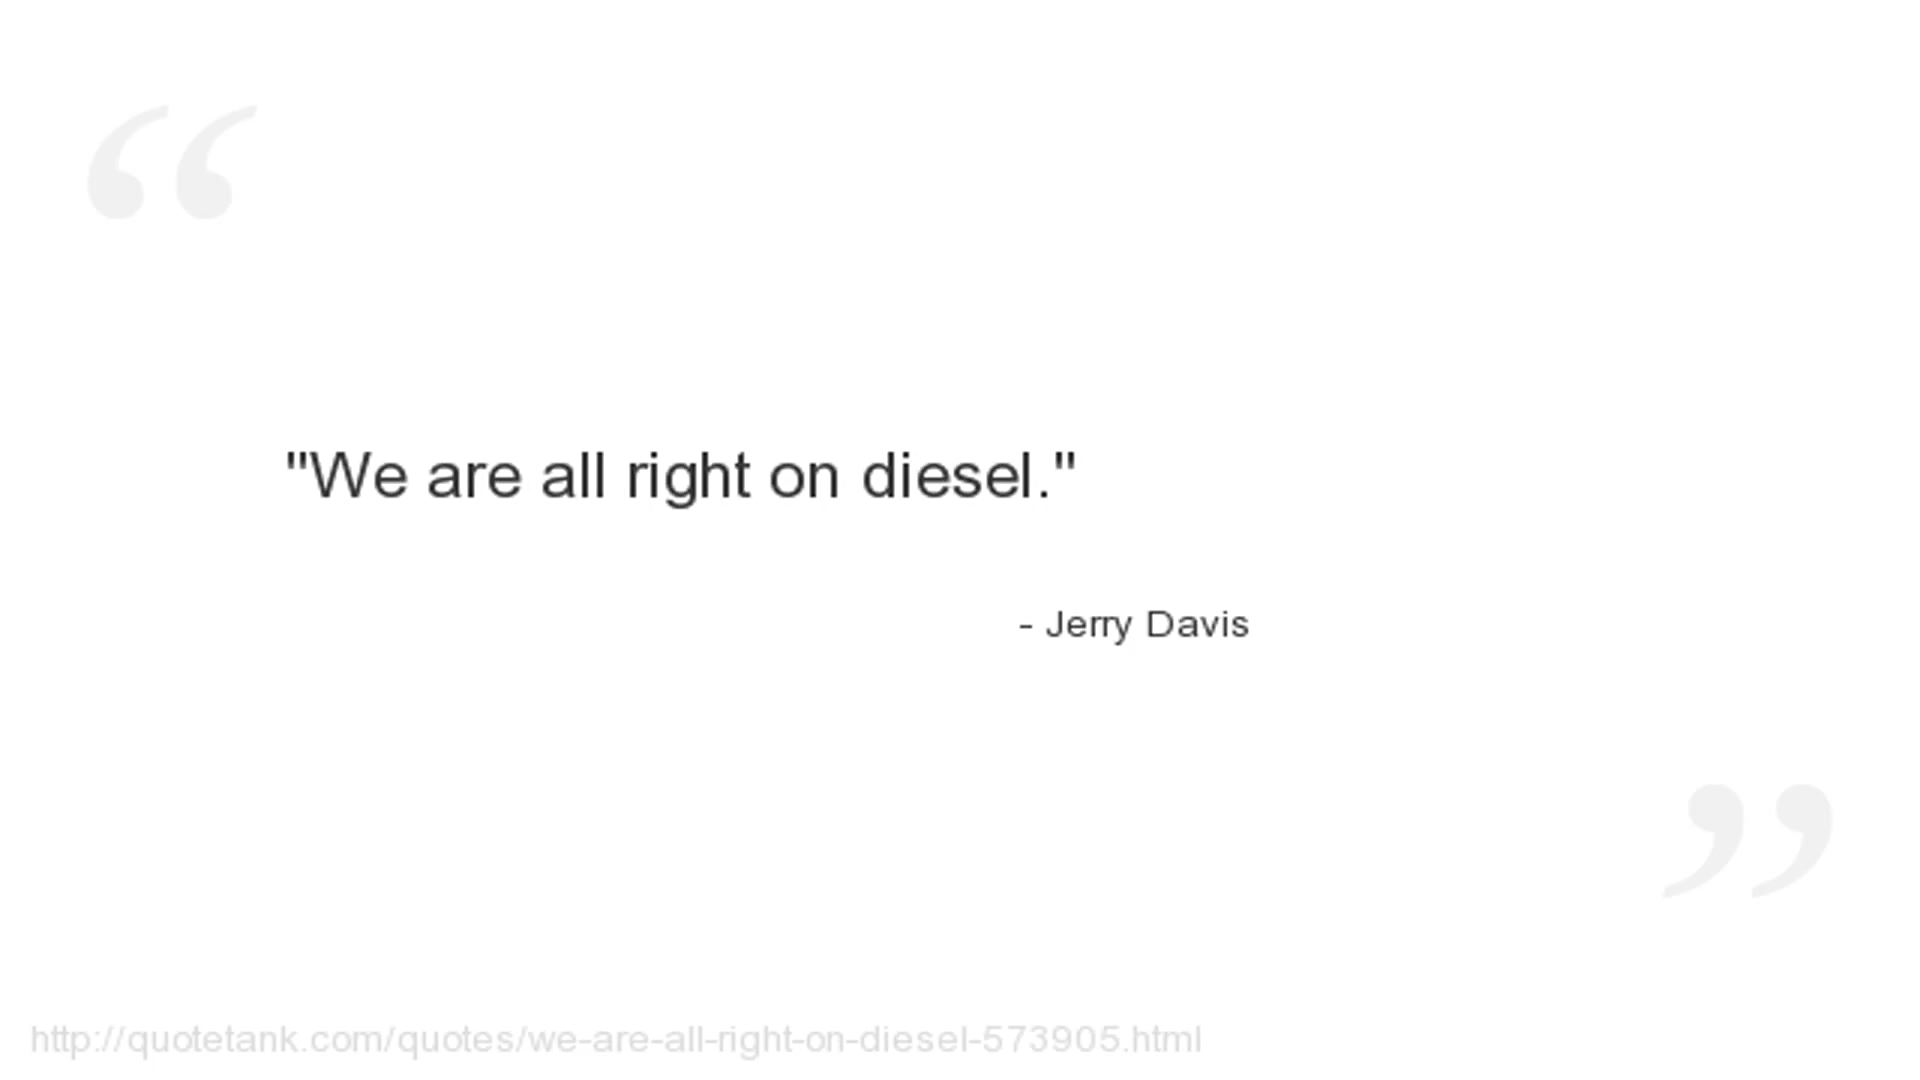 "We are all right on diesel."
- Jerry Davis
http://quotetank.com/quotes/we-are-all-right-on-diesel-573905.html